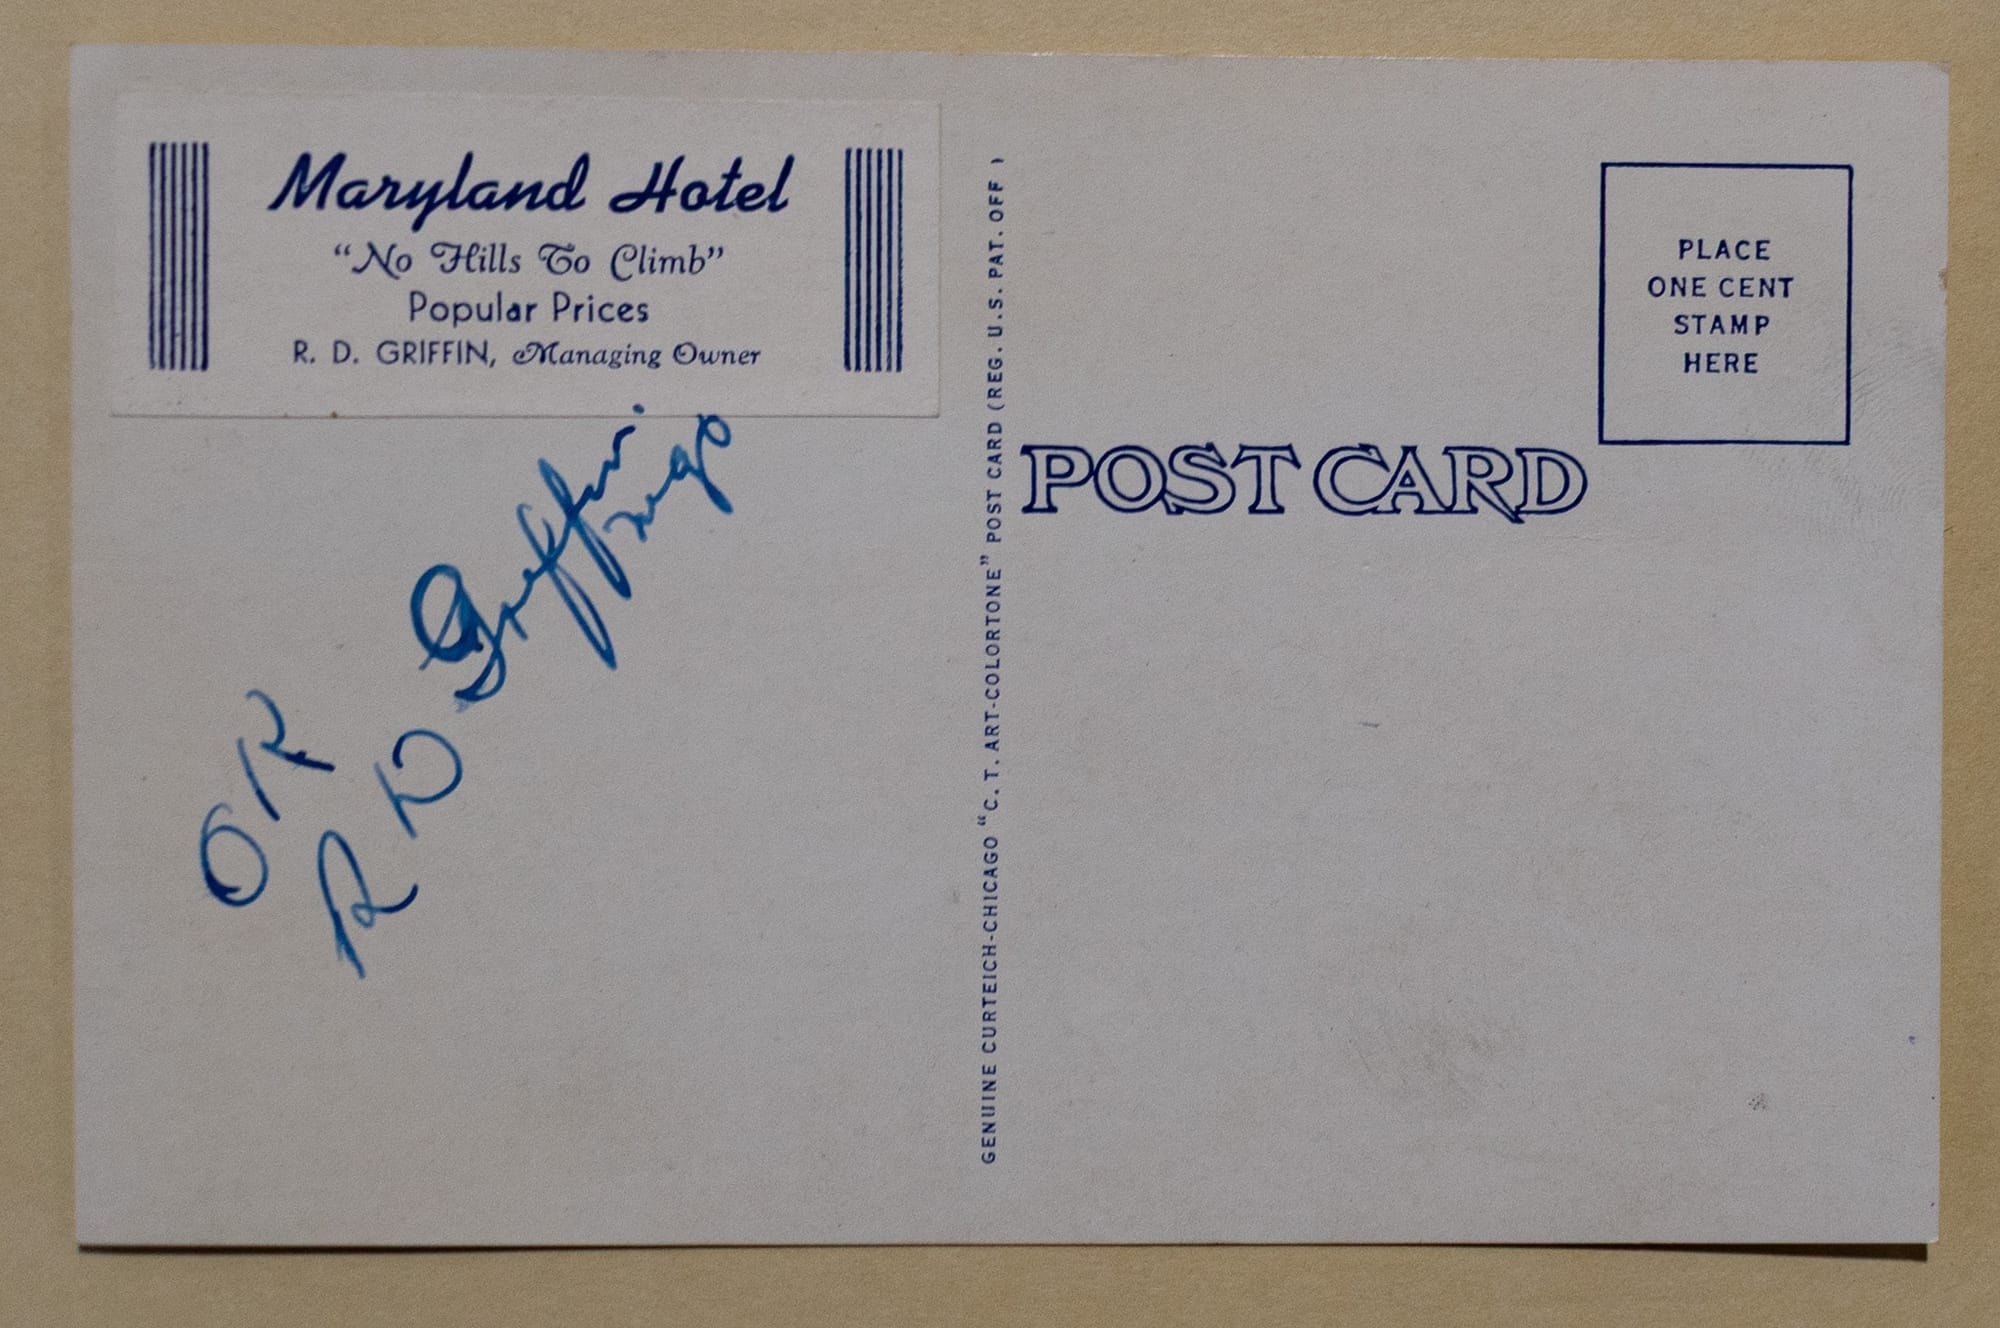 Maryland Hotel
“No Hills To Climb”
Popular Prices
R. D. GRIFFIN, Managing Owner
OK
R D Griffin
GENUINE CURTEICH-CHICAGO “C. T. ART-COLORTONE” POST CARD (REG. U.S. PAT. OFF.)
PLACE
ONE CENT
STAMP
HERE
POST CARD